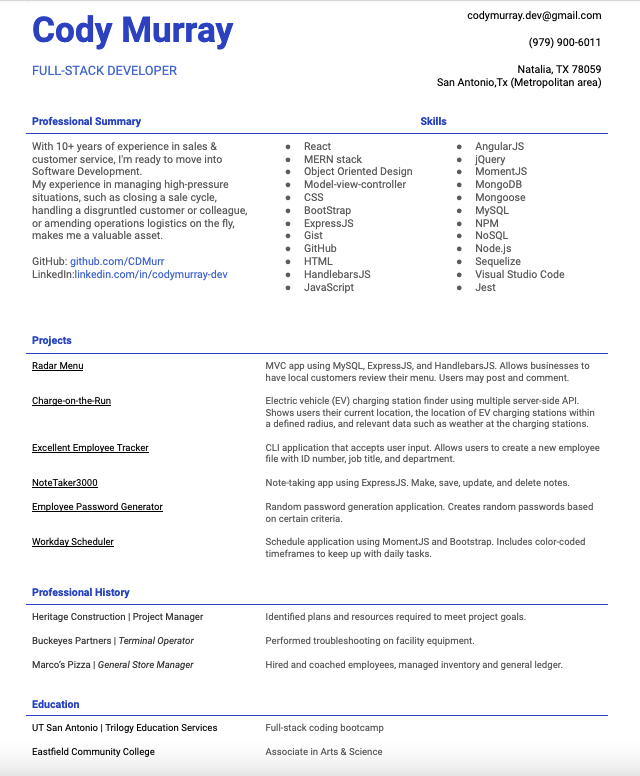 Cody Murray
FULL-STACK DEVELOPER
codymurray.dev@gmail.com
(979) 900-6011
Natalia, TX 78059
San Antonio,Tx (Metropolitan area)
Professional Summary
With 10+ years of experience in sales &
customer service, I'm ready to move into
Software Development.
My experience in managing high-pressure
situations, such as closing a sale cycle,
handling a disgruntled customer or colleague,
or amending operations logistics on the fly,
makes me a valuable asset.
GitHub: github.com/CDMurr
LinkedIn:linkedin.com/in/codymurray-dev
Skills
● React
● MERN stack
● Object Oriented Design
● Model-view-controller
● CSS
● BootStrap
● ExpressJS
● Gist
● GitHub
● HTML
● HandlebarsJS
● JavaScript
● AngularJS
● jQuery
● MomentJS
● MongoDB
● Mongoose
● MySQL
● NPM
● NoSQL
● Node.js
● Sequelize
● Visual Studio Code
● Jest
Projects
Radar Menu
MVC app using MySQL, ExpressJS, and HandlebarsJS. Allows businesses to
have local customers review their menu. Users may post and comment.
Charge-on-the-Run
Electric vehicle (EV) charging station finder using multiple server-side API.
Shows users their current location, the location of EV charging stations within
a defined radius, and relevant data such as weather at the charging stations.
Excellent Employee Tracker
CLI application that accepts user input. Allows users to create a new employee
file with ID number, job title, and department.
NoteTaker3000
Note-taking app using ExpressJS. Make, save, update, and delete notes.
Employee Password Generator
Random password generation application. Creates random passwords based
on certain criteria.
Workday Scheduler
Schedule application using MomentJS and Bootstrap. Includes color-coded
timeframes to keep up with daily tasks.
Professional History
Heritage Construction | Project Manager
Identified plans and resources required to meet project goals.
Buckeyes Partners | Terminal Operator
Performed troubleshooting on facility equipment.
Marco's Pizza | General Store Manager
Hired and coached employees, managed inventory and general ledger.
Education
UT San Antonio | Trilogy Education Services
Full-stack coding bootcamp
Eastfield Community College
Associate in Arts & Science